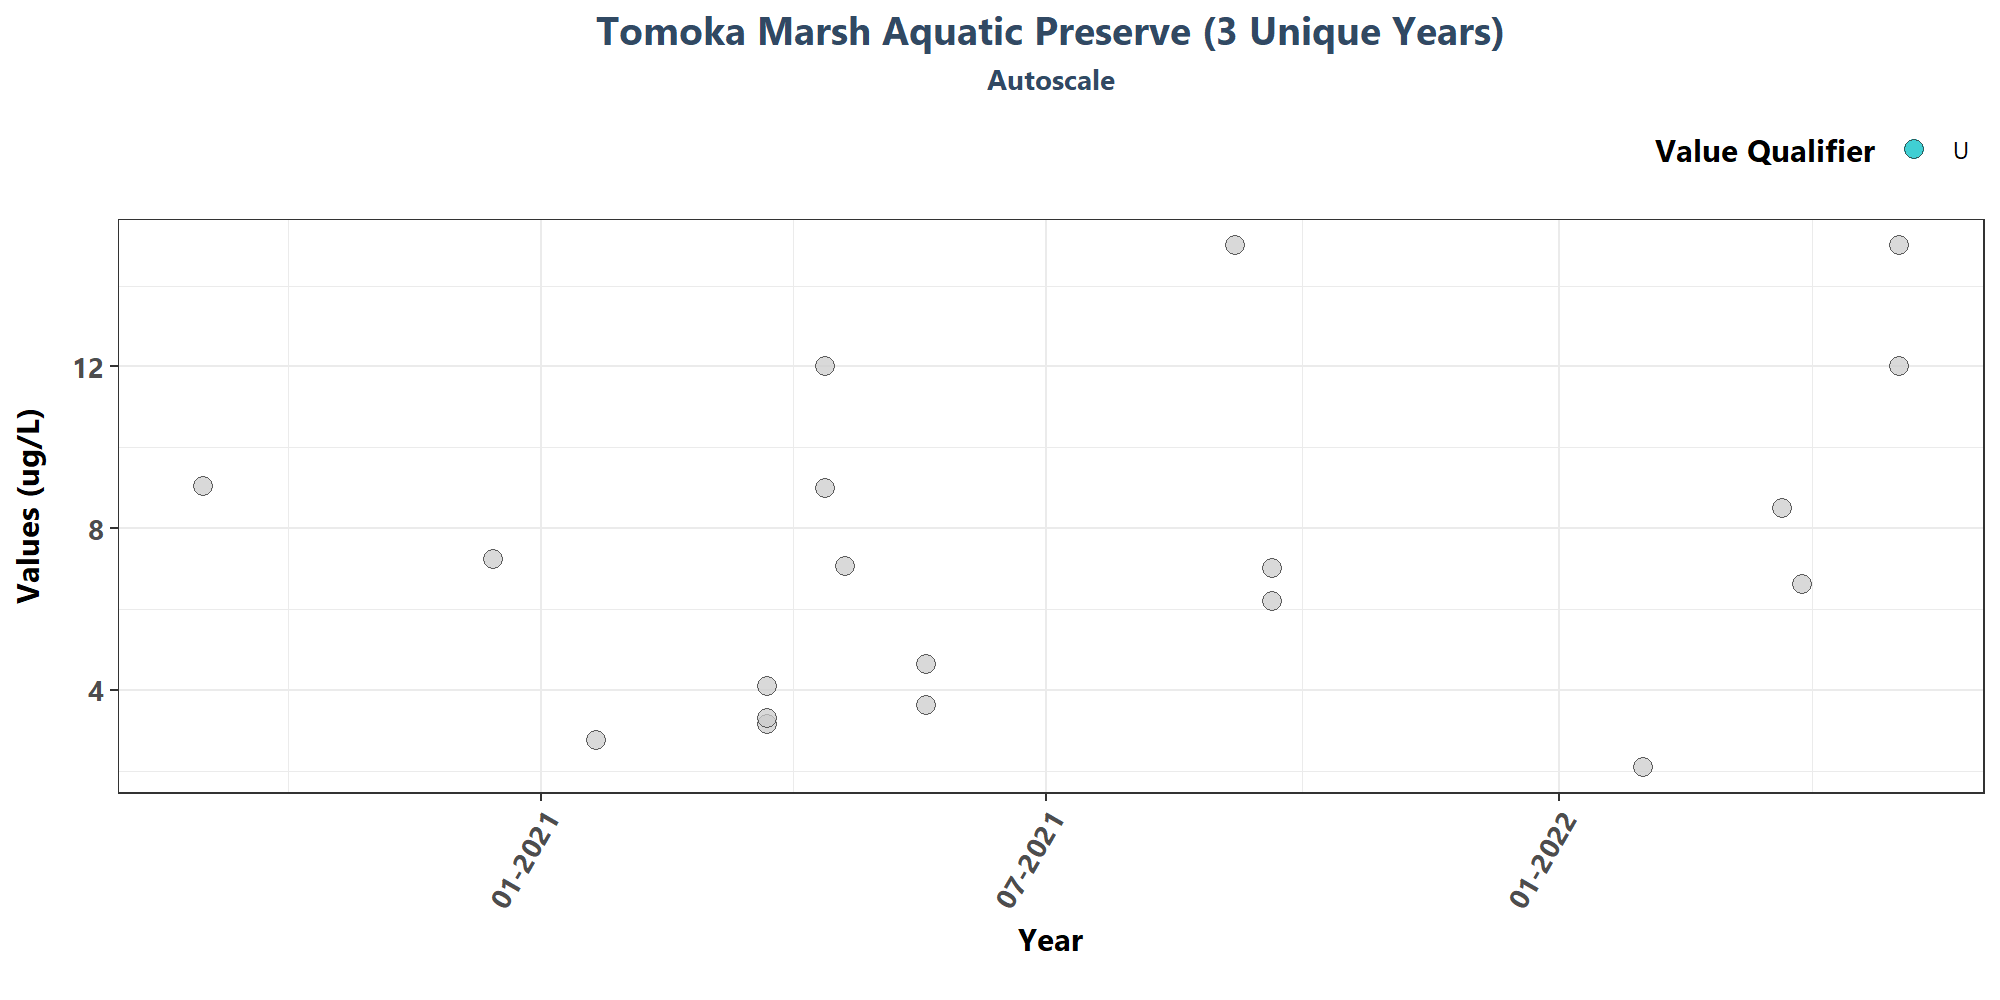 Tomoka Marsh Aquatic Preserve (3 Unique Years)
Autoscale
Value Qualifier U
Values (ug/L)
12
8
4
01-2021
07-2021
01-2022
Year